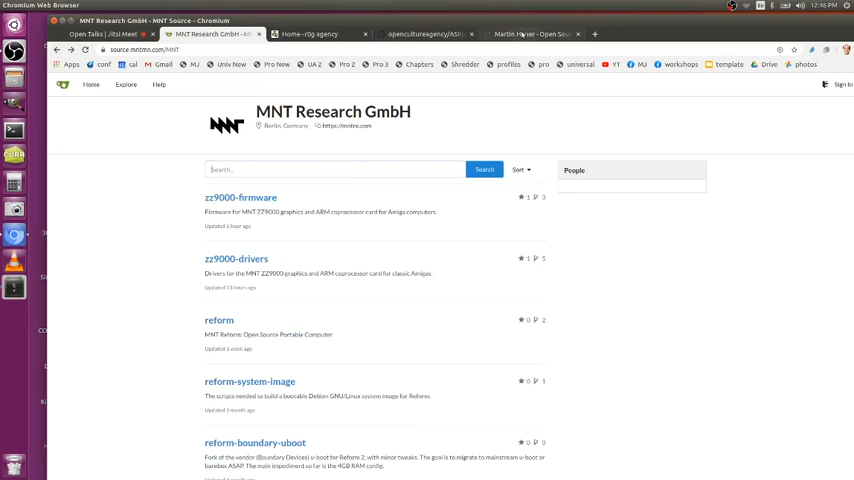 Chromium Web Browser
12:46 PM
MNT Research GmbH - MNT Source - Chromium
Open Talks | Jitsi Meet
MNT Research GmbH - M
Home - r0g agency
opencultureagency/ASK
Open Sou
source.mntmn.com/MNT
Apps
conf
cal
Gmail
MJ
Univ New
Pro New
UA 2
Pro 2
Pro 3
Chapters
Shredder
profiles
pro
universal
YT
MJ
workshops
template
Drive
photos
Home
Explore
Help
Sign In
MNT
MNT Research GmbH
Berlin, Germany
https://mntre.com
Search...
Search
Sort
People
zz9000-firmware
1
3
Firmware for MNT ZZ9000 graphics and ARM coprocessor card for Amiga computers.
Updated 1 hour ago
zz9000-drivers
1
5
Drivers for the MNT ZZ9000 graphics and ARM coprocessor card for classic Amigas.
Updated 23 hours ago
reform
0
2
MNT Reform: Open Source Portable Computer
Updated 1 week ago
reform-system-image
0
1
The scripts needed to build a bootable Debian GNU/Linux system image for Reform.
Updated 1 month ago
reform-boundary-uboot
0
0
Fork of the vendor (Boundary Devices) u-boot for Reform 2, with minor tweaks. The goal is to migrate to mainstream u-boot or
barebox ASAP. The main impediment so far is the 4GB RAM config.